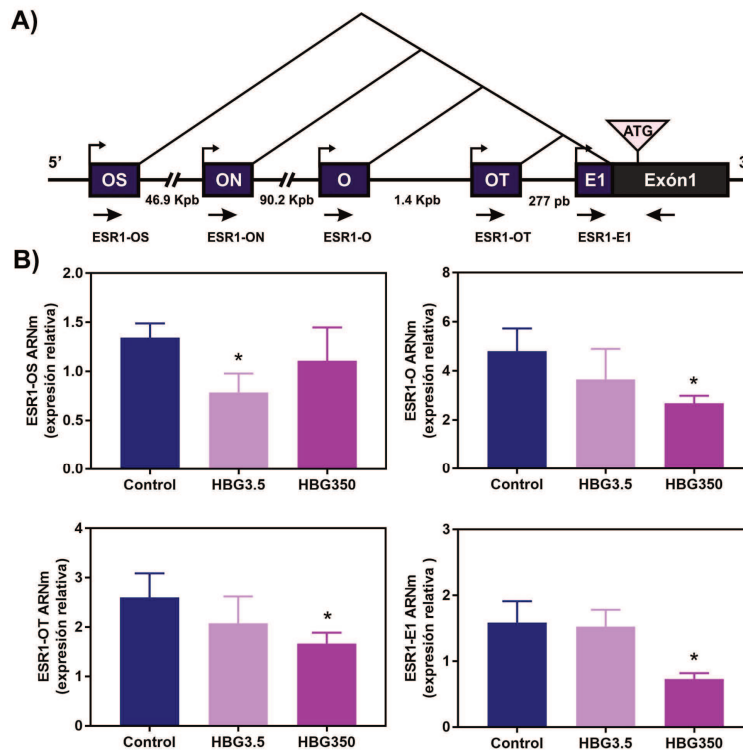 A)
ATG
5'
OS
ON
O
OT
E1
Exón1
3
46.9 Kpb
90.2 Kpb
1.4 Kpb
277 pb
ESR1-OS
ESR1-ON
ESR1-O
ESR1-OT
ESR1-E1
B)
ESR1-OS ARNm
(expresión relativa)
2.0
1.5
1.0
0.5
0.0
*
Control
HBG3.5
HBG350
ESR1-O ARNm
(expresión relativa)
8
6
4
2
0
*
Control
HBG3.5
HBG350
ESR1-OT ARNm
(expresión relativa)
4
3
2
1
0
*
Control
HBG3.5
HBG350
ESR1-E1 ARNm
(expresión relativa)
3
2
1
0
*
Control
HBG3.5
HBG350